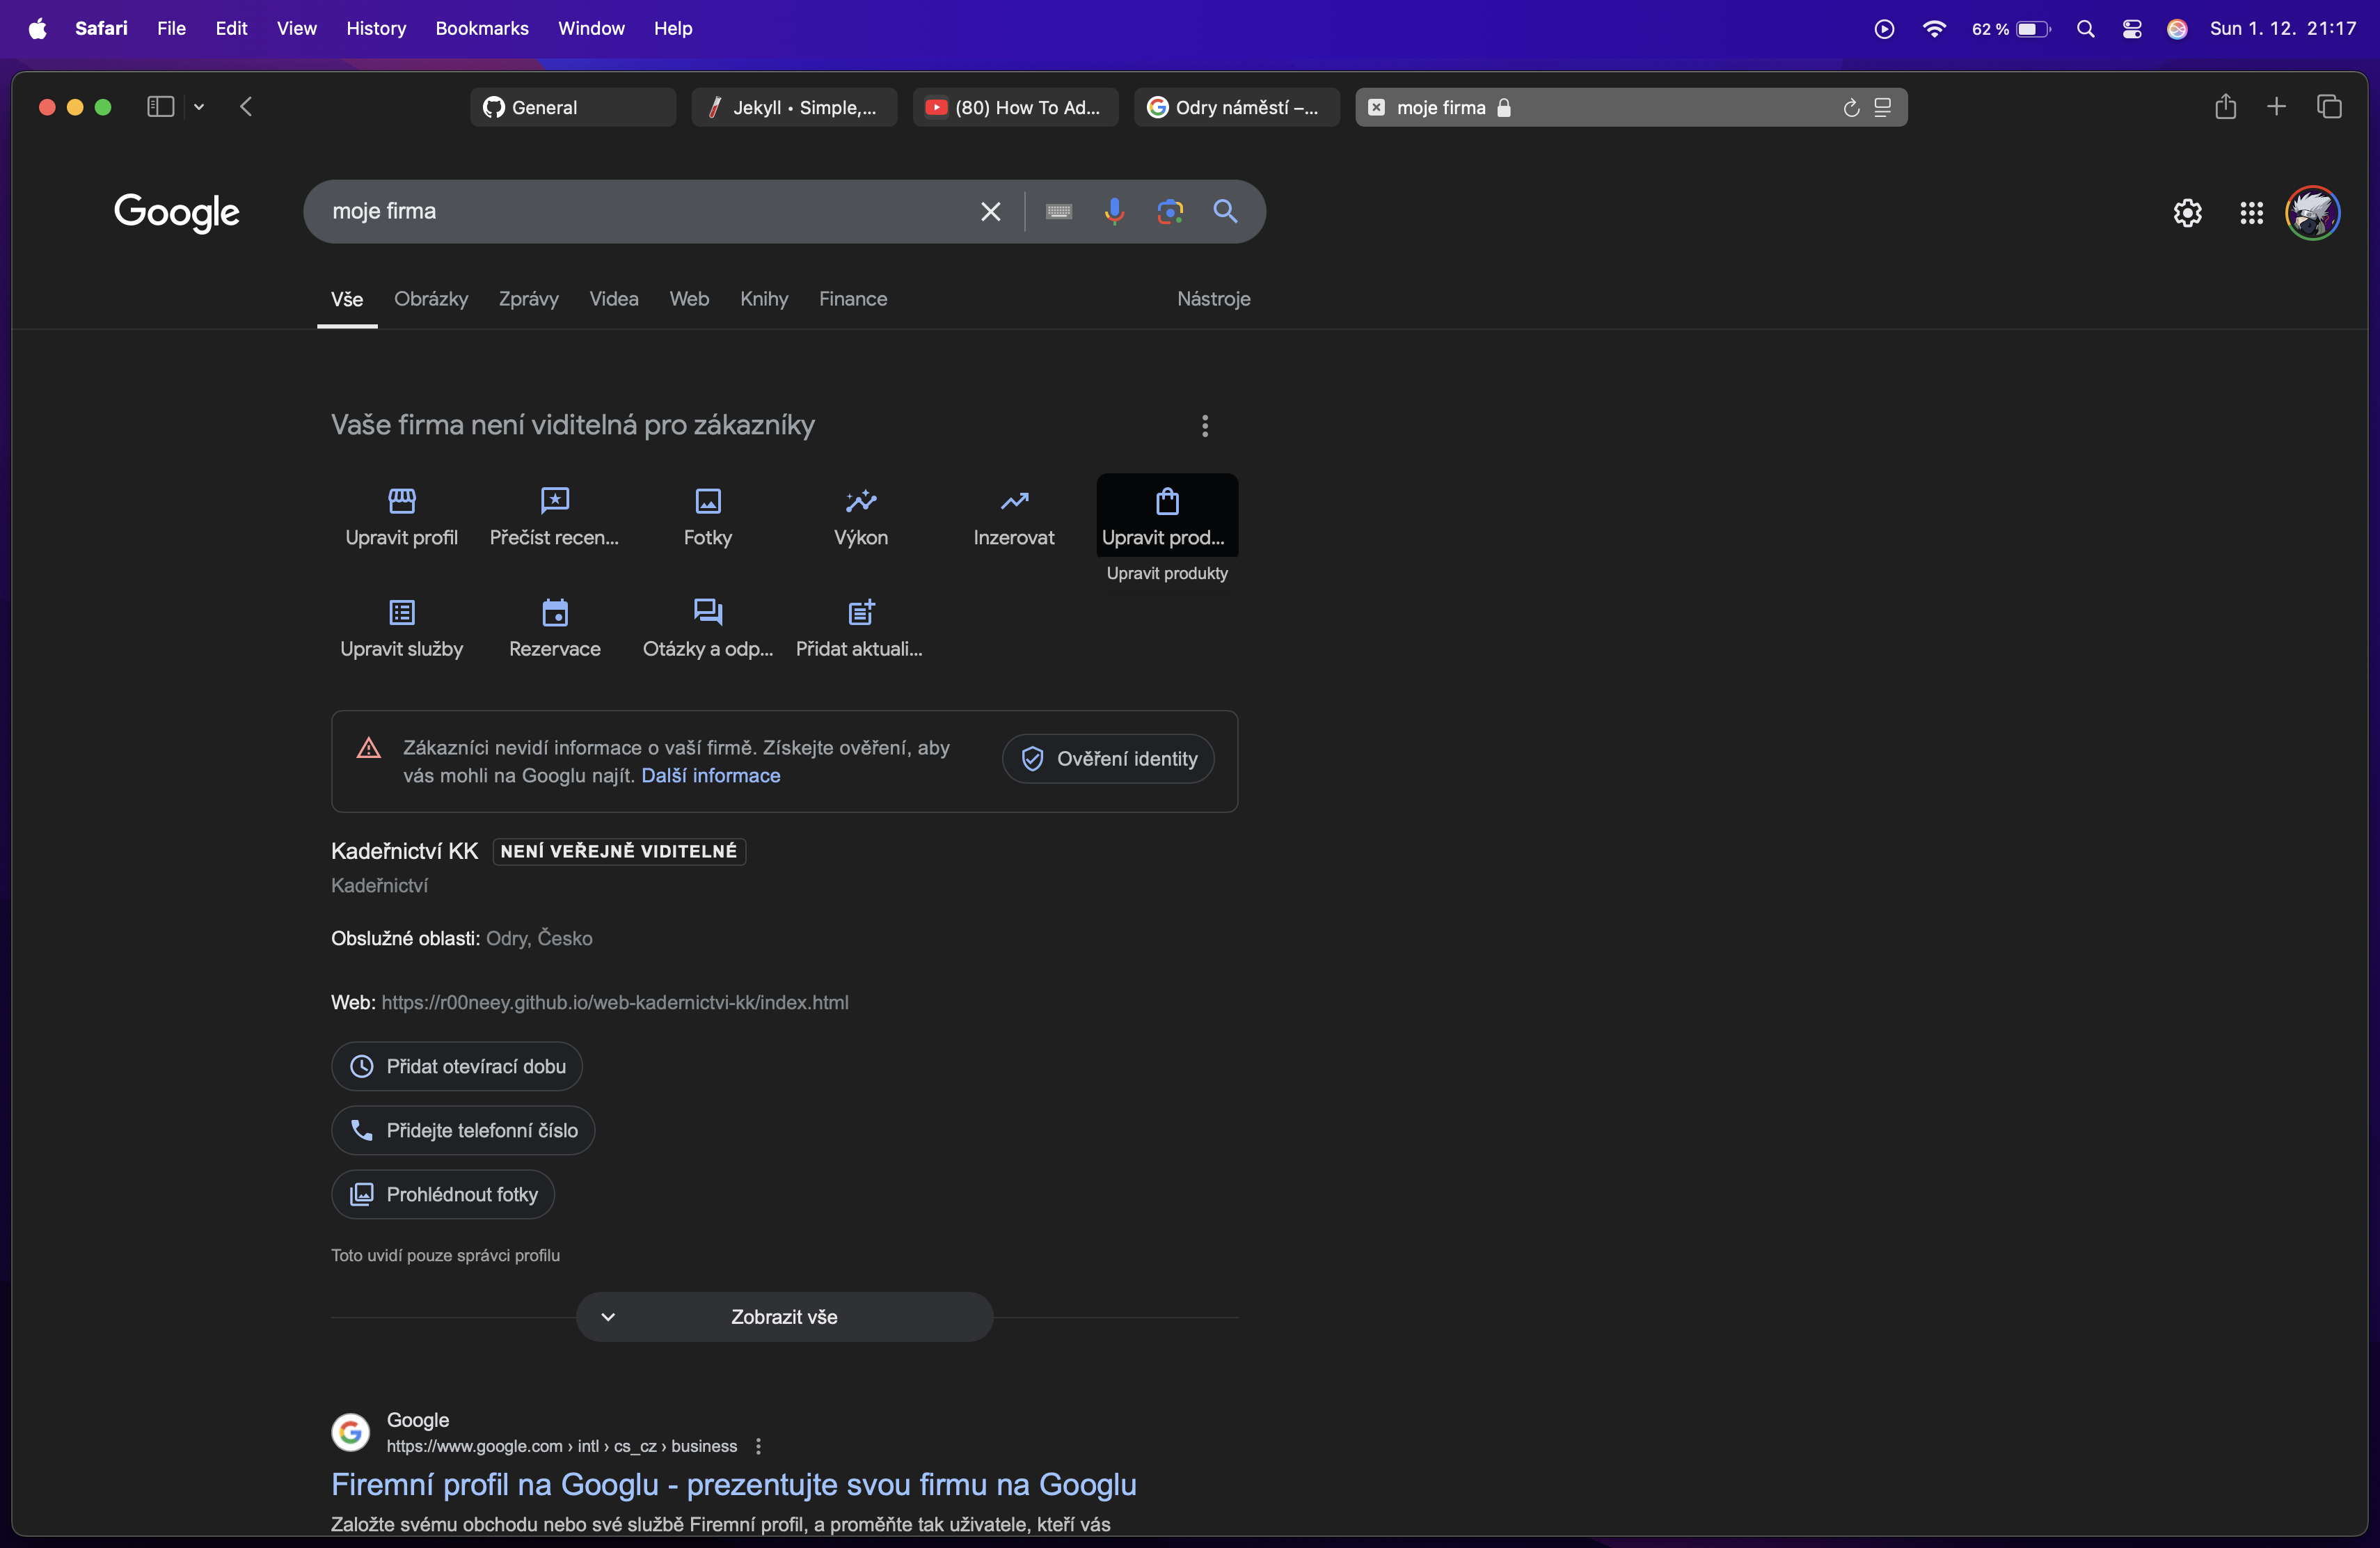 Safari File Edit View History Bookmarks Window Help 62 % Sun 1. 12. 21:17
General Jekyll • Simple,... (80) How To Ad... Odry náměstí –... moje firma
Google moje firma
Vše Obrázky Zprávy Videa Web Knihy Finance Nástroje
Vaše firma není viditelná pro zákazníky
Upravit profil Přečíst recen... Fotky Výkon Inzerovat Upravit prod...
Upravit produkty
Upravit služby Rezervace Otázky a odp... Přidat aktuali...
Zákazníci nevidí informace o vaší firmě. Získejte ověření, aby
vás mohli na Googlu najít. Další informace
Ověření identity
Kadeřnictví KK NENÍ VEŘEJNĚ VIDITELNÉ
Kadeřnictví
Obslužné oblasti: Odry, Česko
Web: https://r00neey.github.io/web-kadernictvi-kk/index.html
Přidat otevírací dobu
Přidejte telefonní číslo
Prohlédnout fotky
Toto uvidí pouze správci profilu
Zobrazit vše
Google
https://www.google.com › intl › cs_cz › business
Firemní profil na Googlu - prezentujte svou firmu na Googlu
Založte svému obchodu nebo své službě Firemní profil, a proměňte tak uživatele, kteří vás